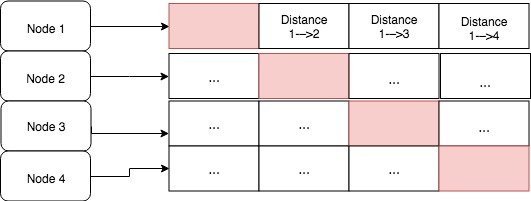 Node 1
Distance
1--->2
Distance
1--->3
Distance
1--->4
Node 2
...
...
...
Node 3
...
...
...
Node 4
...
...
...